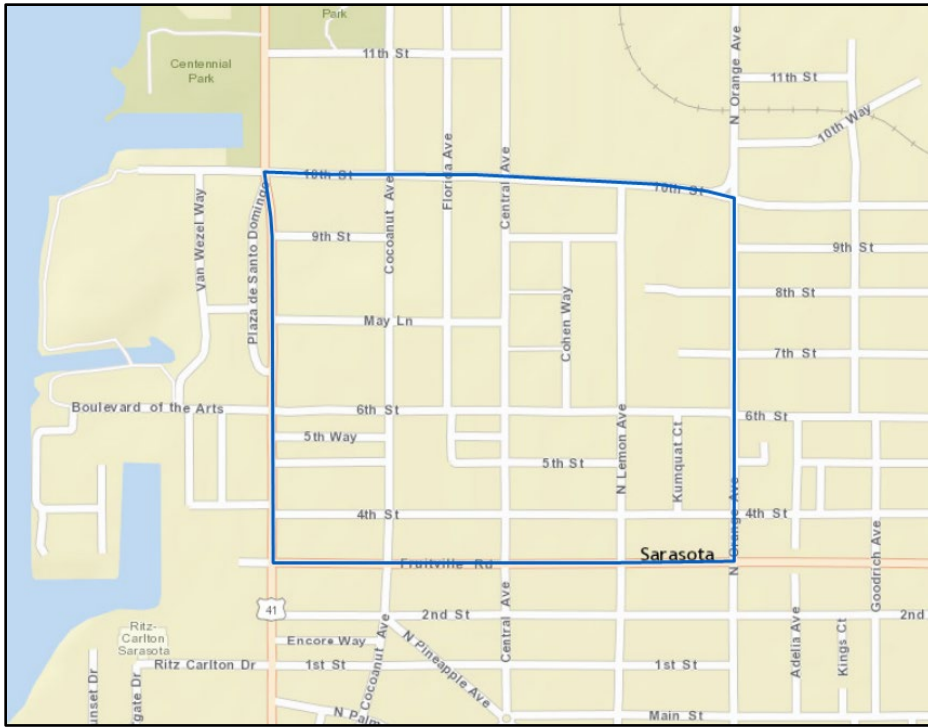 Park
11th St
Centennial
Park
N Orange Ave
11th St
10th Way
10th St
10th St
Florida Ave
Central Ave
Cocoanut Ave
Van Wezel Way
Plaza de Santo Domingo
9th St
9th St
8th St
May Ln
Cohen Way
7th St
Boulevard of the Arts
6th St
6th St
5th Way
N Lemon Ave
Kumquat Ct
5th St
4th St
4th St
N Orange Ave
Goodrich Ave
Sarasota
Fruitville Rd
41
2nd St
2nd
Ritz-
Carlton
Sarasota
Encore Way
Cocoanut Ave
N Pineapple Ave
Central Ave
Adelia Ave
Kings Ct
Ritz Carlton Dr
1st St
1st St
unset Dr
rgate Dr
N Palm
Main St